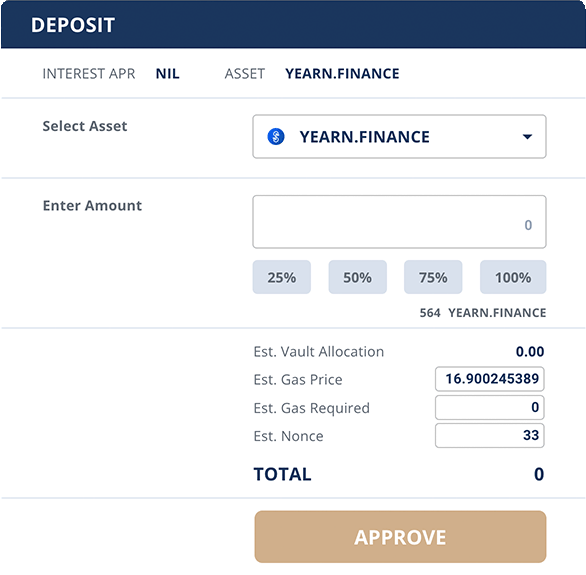 DEPOSIT
INTEREST APR NIL ASSET YEARN.FINANCE
Select Asset
YEARN.FINANCE
Enter Amount
0
25% 50% 75% 100%
564 YEARN.FINANCE
Est. Vault Allocation 0.00
Est. Gas Price 16.900245389
Est. Gas Required 0
Est. Nonce 33
TOTAL 0
APPROVE